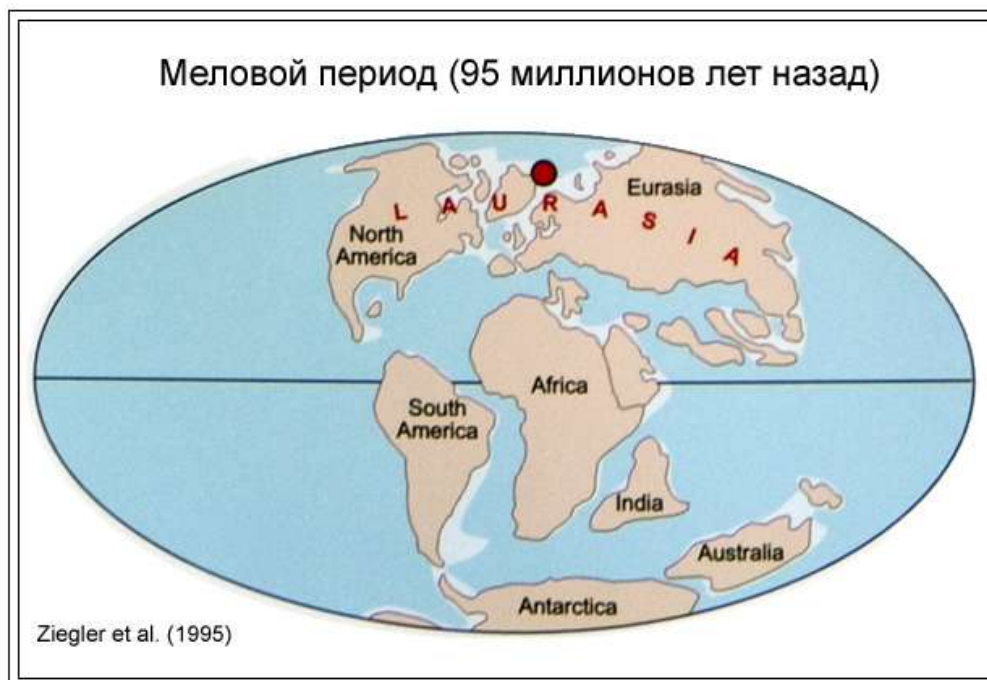 Меловой период (95 миллионов лет назад)
Eurasia
L A U R A S I A
North
America
Africa
South
America
India
Australia
Antarctica
Ziegler et al. (1995)